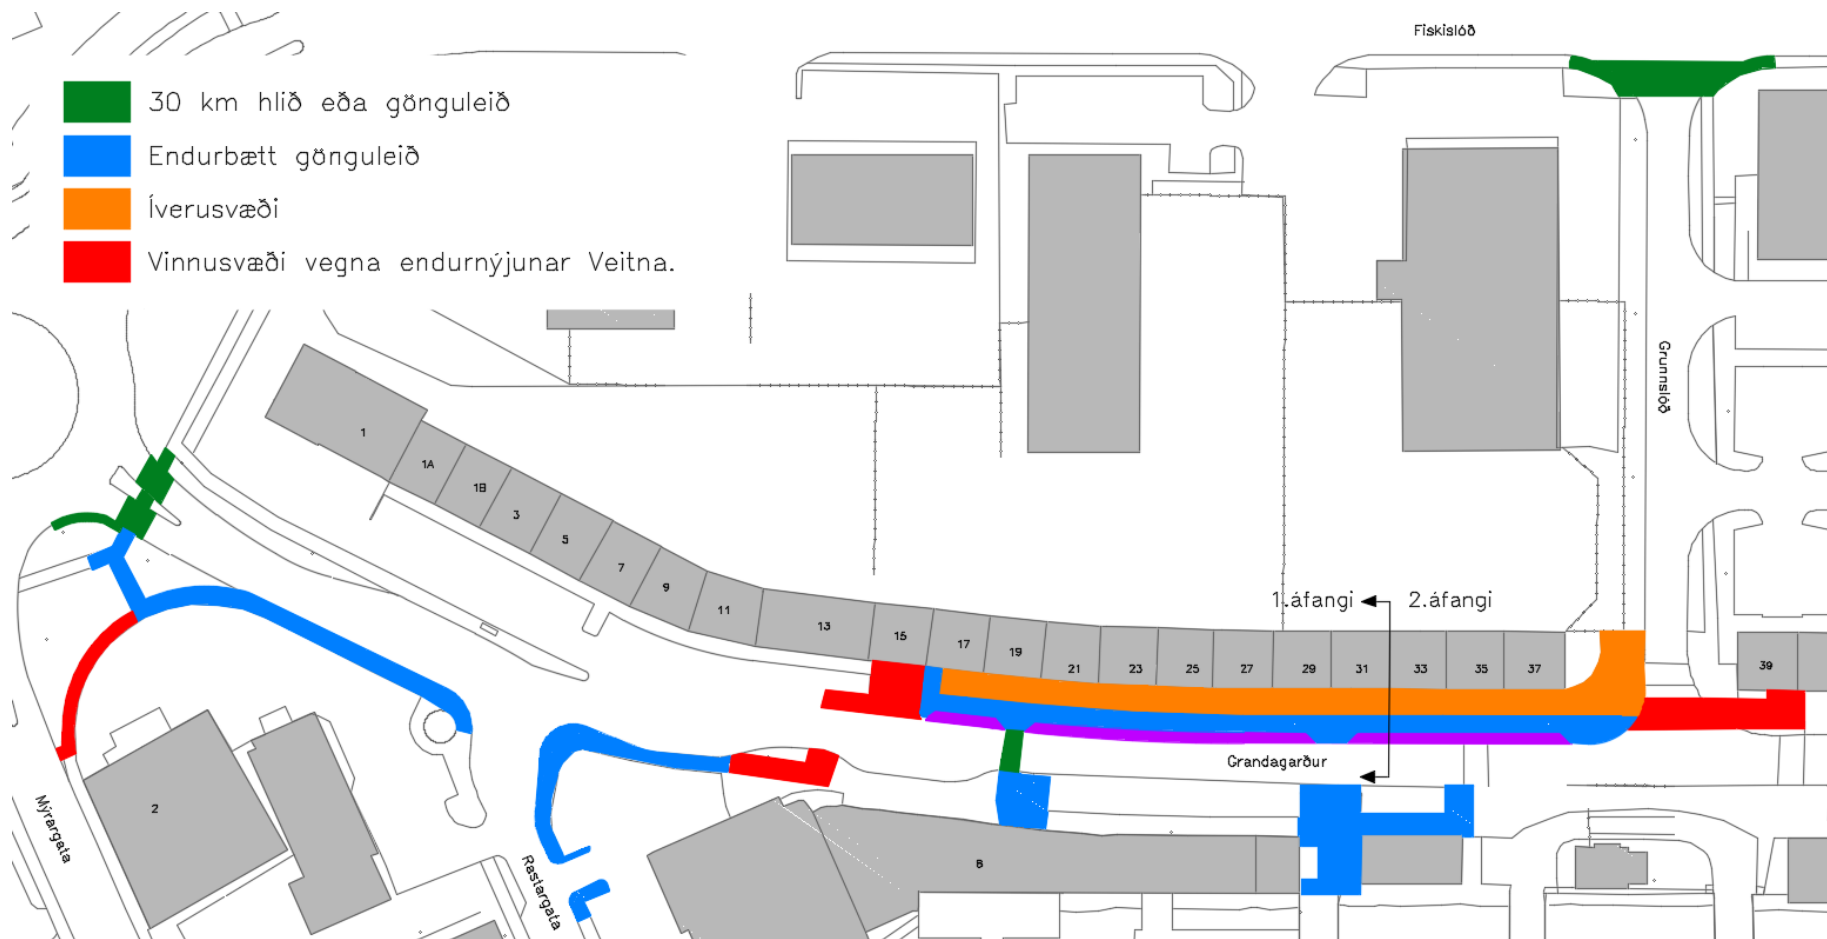 Fiskislóð
30 km hlið eða gönguleið
Endurbætt gönguleið
Íverusvæði
Vinnusvæði vegna endurnýjunar Veitna.
Grunnslóð
1
1A
1B
3
5
7
9
11
13
15
17
19
21
23
25
27
29
31
33
35
37
39
1.áfangi
2.áfangi
Grandagarður
Mýrargata
2
Rastargata
8